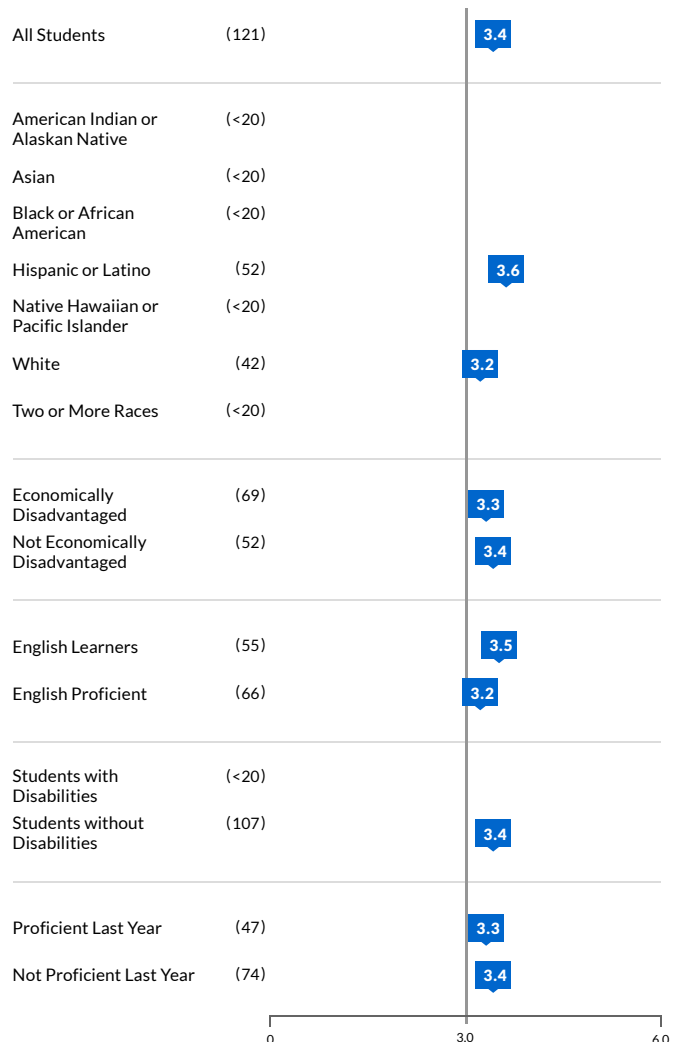 All Students (121) 3.4
American Indian or (<20)
Alaskan Native
Asian (<20)
Black or African (<20)
American
Hispanic or Latino (52) 3.6
Native Hawaiian or (<20)
Pacific Islander
White (42) 3.2
Two or More Races (<20)
Economically (69) 3.3
Disadvantaged
Not Economically (52) 3.4
Disadvantaged
English Learners (55) 3.5
English Proficient (66) 3.2
Students with (<20)
Disabilities
Students without (107) 3.4
Disabilities
Proficient Last Year (47) 3.3
Not Proficient Last Year (74) 3.4
0 3.0 6.0